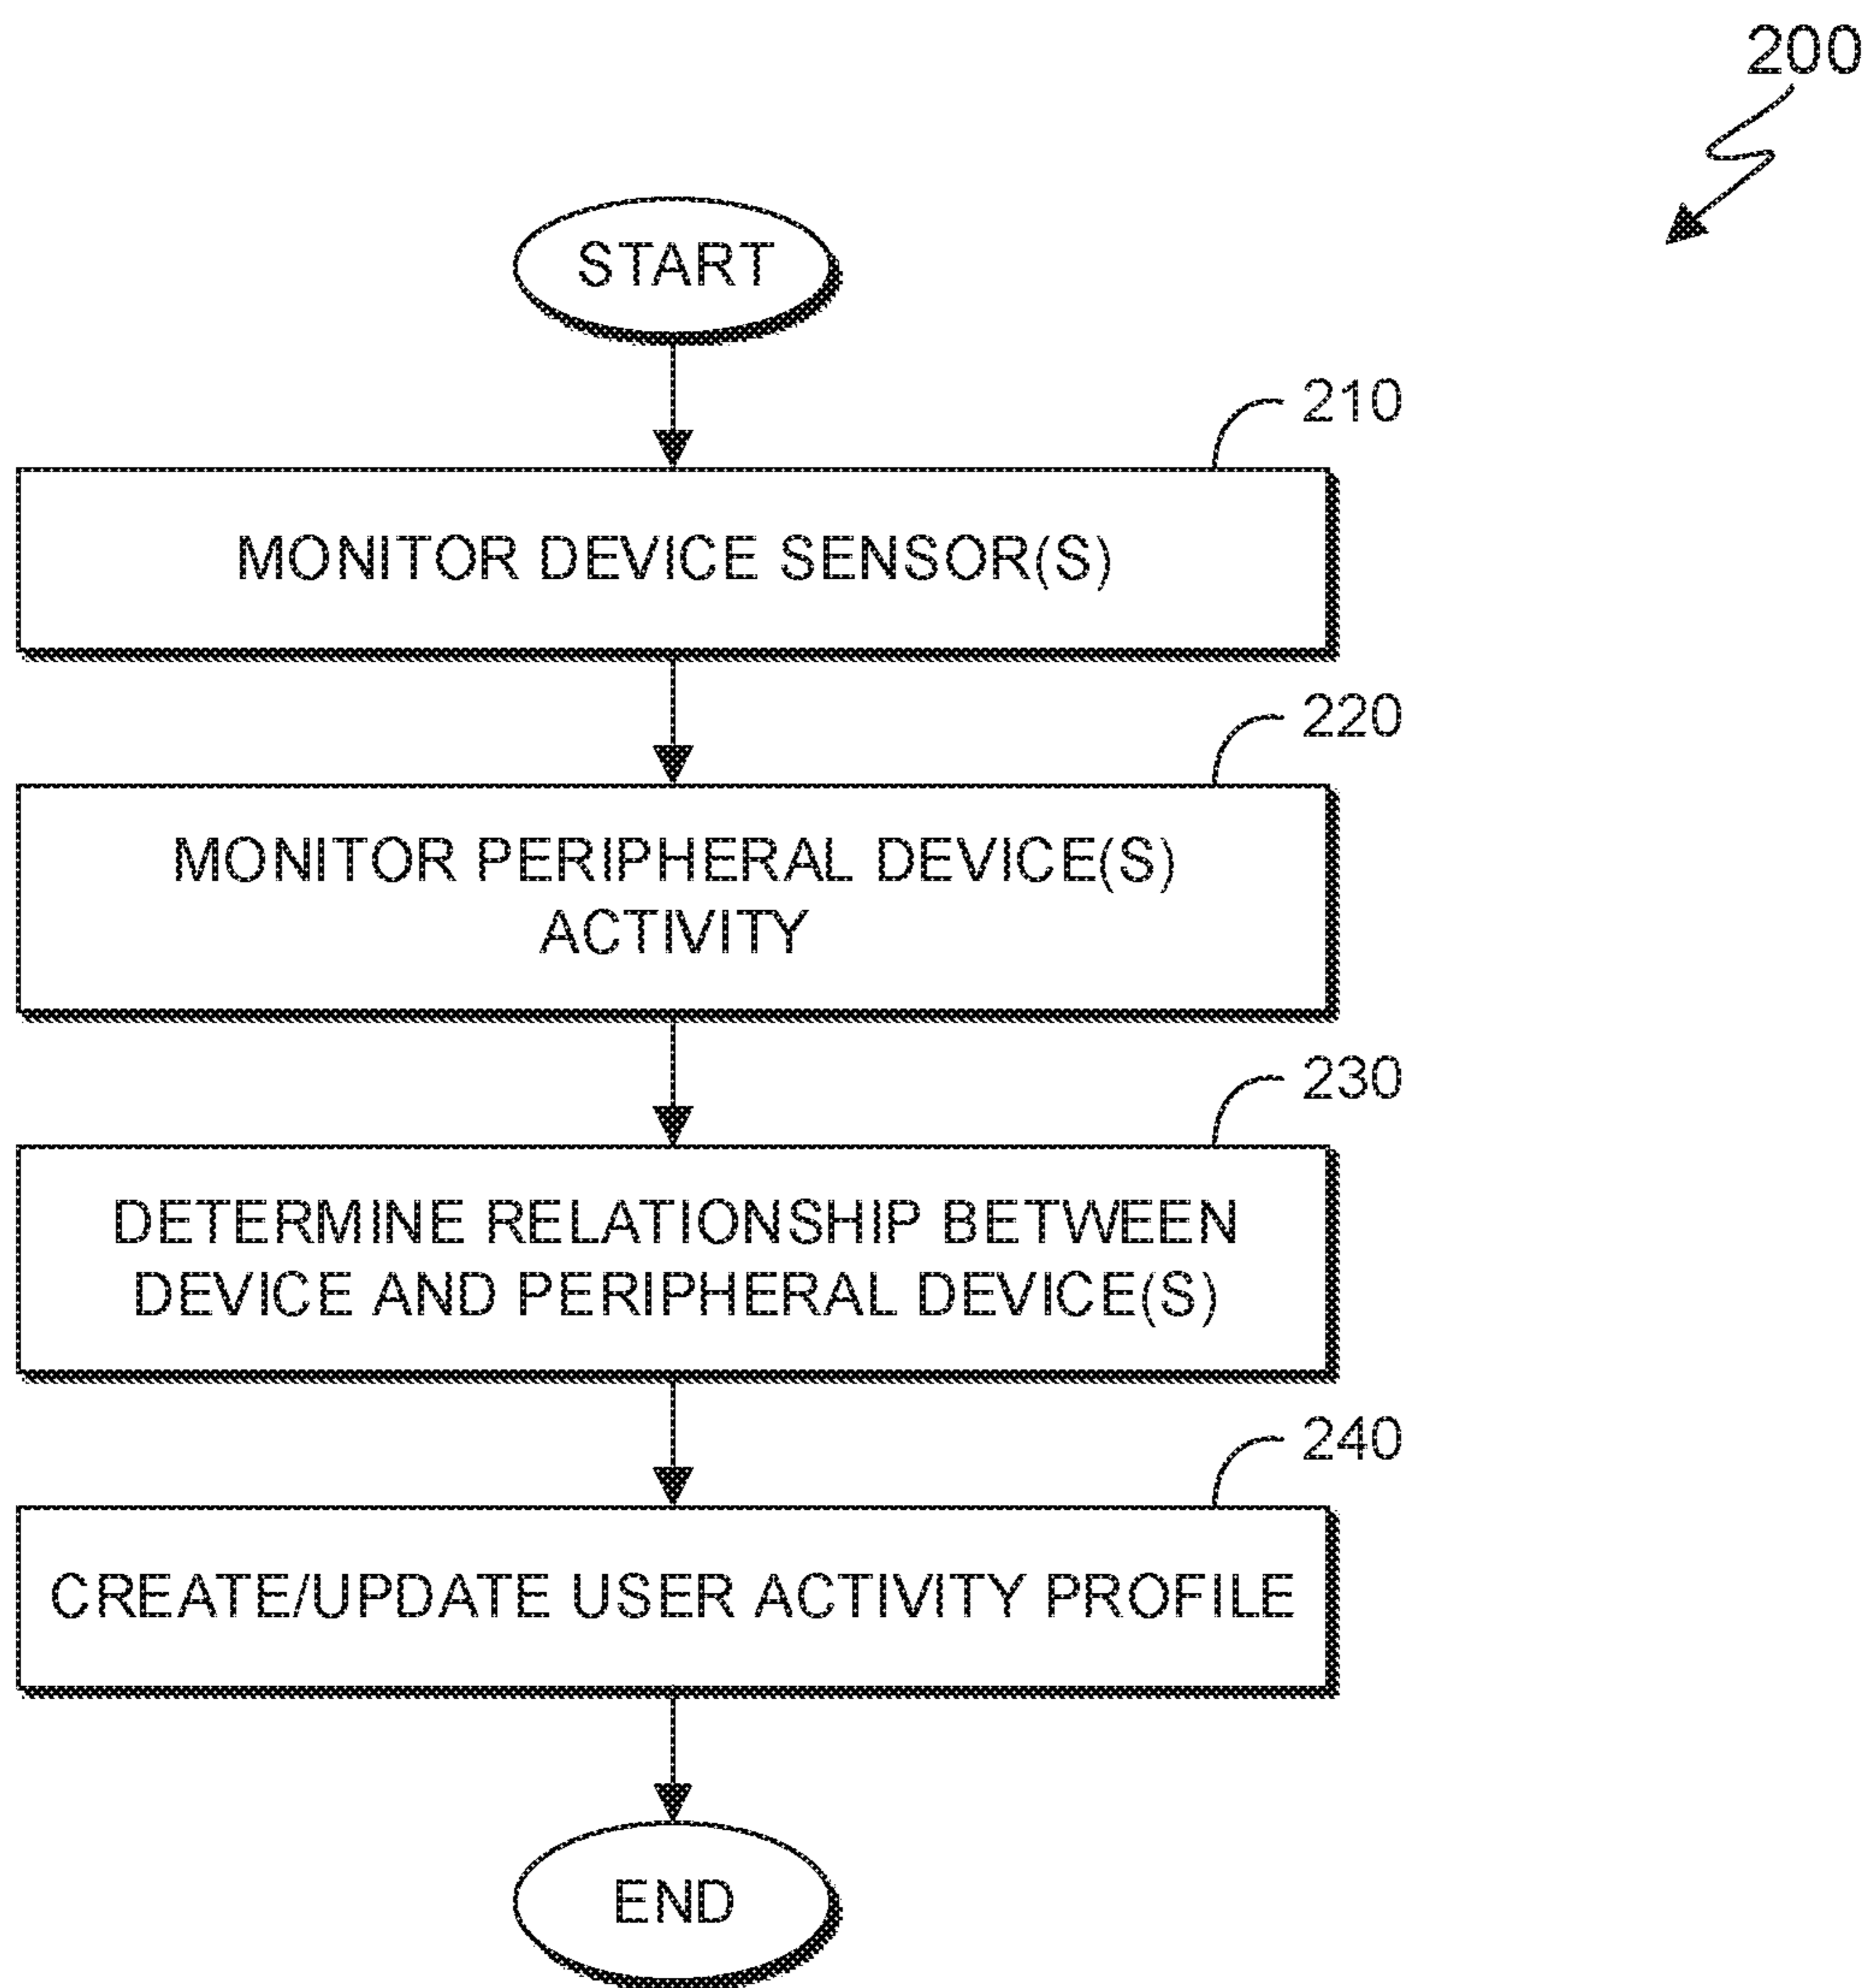 200
START
210
MONITOR DEVICE SENSOR(S)
220
MONITOR PERIPHERAL DEVICE(S)
ACTIVITY
230
DETERMINE RELATIONSHIP BETWEEN
DEVICE AND PERIPHERAL DEVICE(S)
240
CREATE/UPDATE USER ACTIVITY PROFILE
END